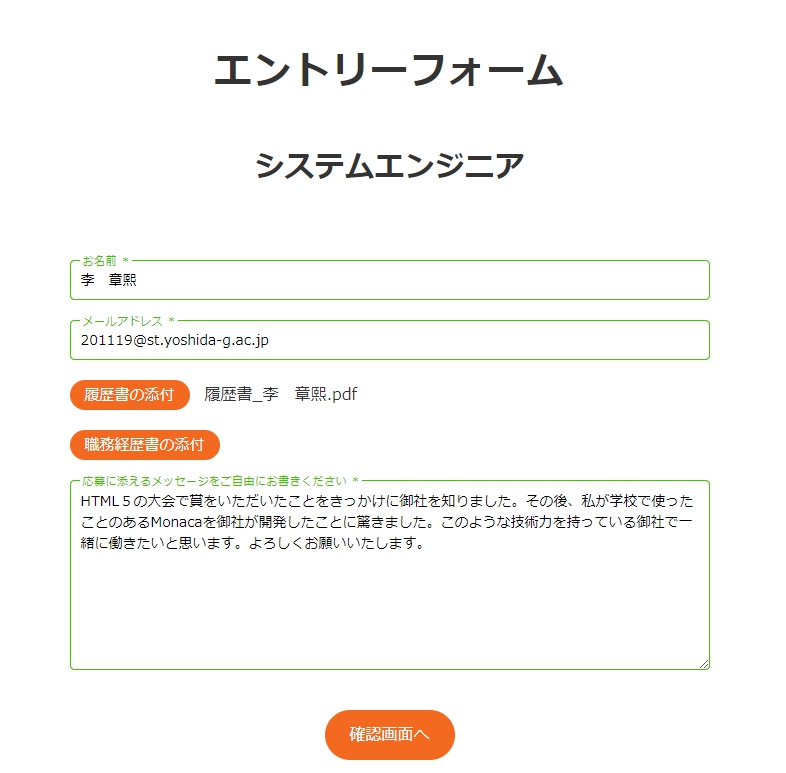 エントリーフォーム
システムエンジニア
お名前 *
李　章熙
メールアドレス *
201119@st.yoshida-g.ac.jp
履歴書の添付 履歴書_李　章熙.pdf
職務経歴書の添付
応募に添えるメッセージをご自由にお書きください *
HTML５の大会で賞をいただいたことをきっかけに御社を知りました。その後、私が学校で使った
ことのあるMonacaを御社が開発したことに驚きました。このような技術力を持っている御社で一
緒に働きたいと思います。よろしくお願いいたします。
確認画面へ